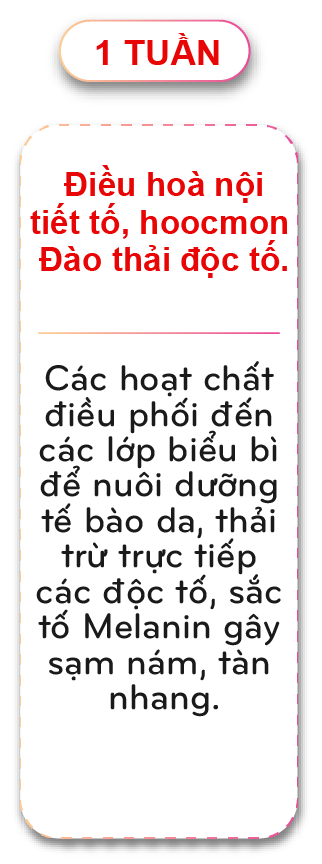 1 TUẦN
Điều hoà nội
tiết tố, hoocmon
Đào thải độc tố.
Các hoạt chất
điều phối đến
các lớp biểu bì
để nuôi dưỡng
tế bào da, thải
trừ trực tiếp
các độc tố, sắc
tố Melanin gây
sạm nám, tàn
nhang.